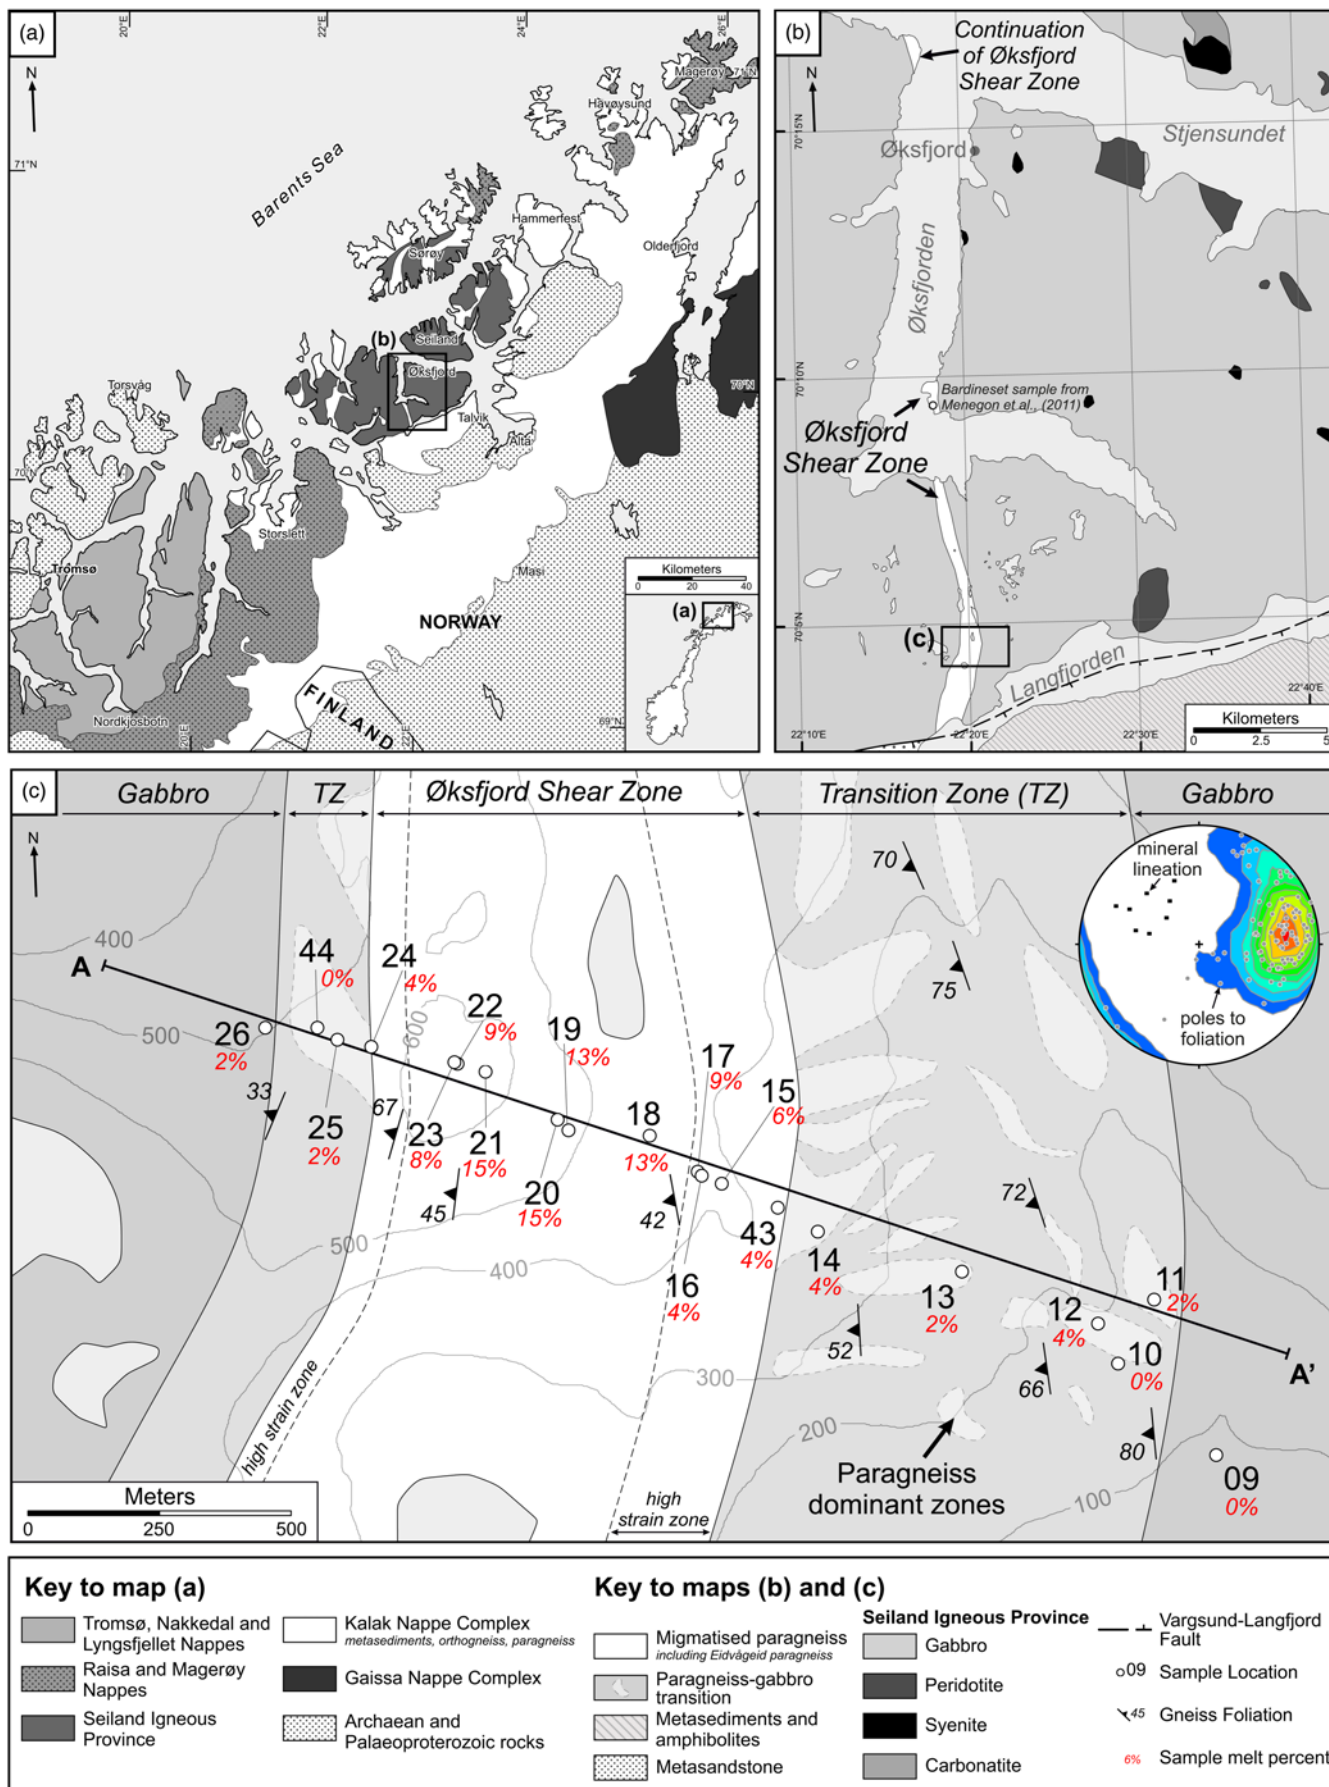 (a)
20°E
22°E
24°E
26°E
N
Magerøy
71°N
Havøysund
71°N
Barents Sea
Hammerfest
Sørøy
Olderfjord
Seiland
(b)
Øksfjord
70°N
Torsvåg
Talvik
Alta
70°N
Storslett
Masi
Kilometers
0 20 40
Tromsø
NORWAY
(a)
FINLAND
Nordkjosbotn
20°E
22°E
69°N
(b)
Continuation
of Øksfjord
Shear Zone
N
70°15'N
Øksfjord
Stjensundet
Øksfjorden
70°10'N
Bardineset sample from
Menegon et al., (2011)
Øksfjord
Shear Zone
70°5'N
(c)
Langfjorden
22°40'E
Kilometers
0 2.5 5
22°10'E
22°20'E
22°30'E
(c)
Gabbro
TZ
Øksfjord Shear Zone
Transition Zone (TZ)
Gabbro
N
70
mineral
lineation
400
A
44
0%
24
4%
600
22
9%
75
500
26
2%
19
13%
poles to
foliation
17
9%
15
6%
33
67
25
2%
23
8%
21
15%
18
13%
45
20
15%
42
72
500
43
4%
400
14
4%
11
2%
16
4%
13
2%
12
4%
52
10
0%
A'
300
66
high strain zone
200
80
Paragneiss
dominant zones
09
0%
100
Meters
0 250 500
high
strain zone
Key to map (a)
Tromsø, Nakkedal and
Lyngsfjellet Nappes
Raisa and Magerøy
Nappes
Seiland Igneous
Province
Kalak Nappe Complex
metasediments, orthogneiss, paragneiss
Gaissa Nappe Complex
Archaean and
Palaeoproterozoic rocks
Key to maps (b) and (c)
Migmatised paragneiss
including Eidvågeid paragneiss
Paragneiss-gabbro
transition
Metasediments and
amphibolites
Metasandstone
Seiland Igneous Province
Gabbro
Peridotite
Syenite
Carbonatite
Vargsund-Langfjord
Fault
09 Sample Location
45 Gneiss Foliation
6% Sample melt percent